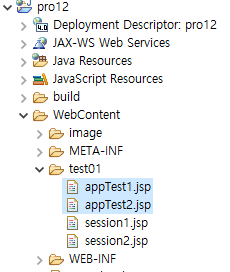 pro12
Deployment Descriptor: pro12
JAX-WS Web Services
Java Resources
JavaScript Resources
build
WebContent
image
META-INF
test01
appTest1.jsp
appTest2.jsp
session1.jsp
session2.jsp
WEB-INF